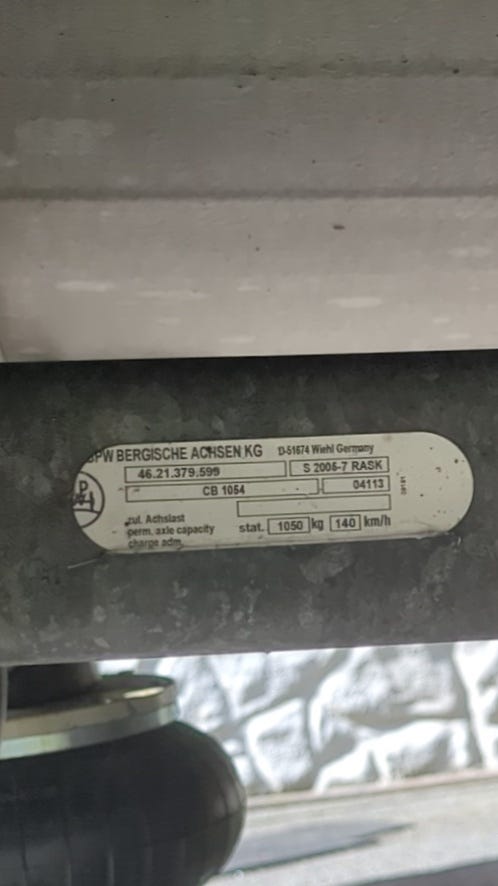 BPW BERGISCHE ACHSEN KG D-51674 Wiehl Germany
46.21.379.599 S 2005-7 RASK
CB 1054 04113
zul. Achslast
perm. axle capacity stat. 1050 kg 140 km/h
charge adm.